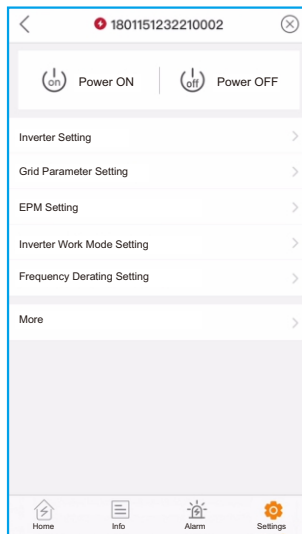 1801151232210002
on Power ON off Power OFF
Inverter Setting
Grid Parameter Setting
EPM Setting
Inverter Work Mode Setting
Frequency Derating Setting
More
Home Info Alarm Settings